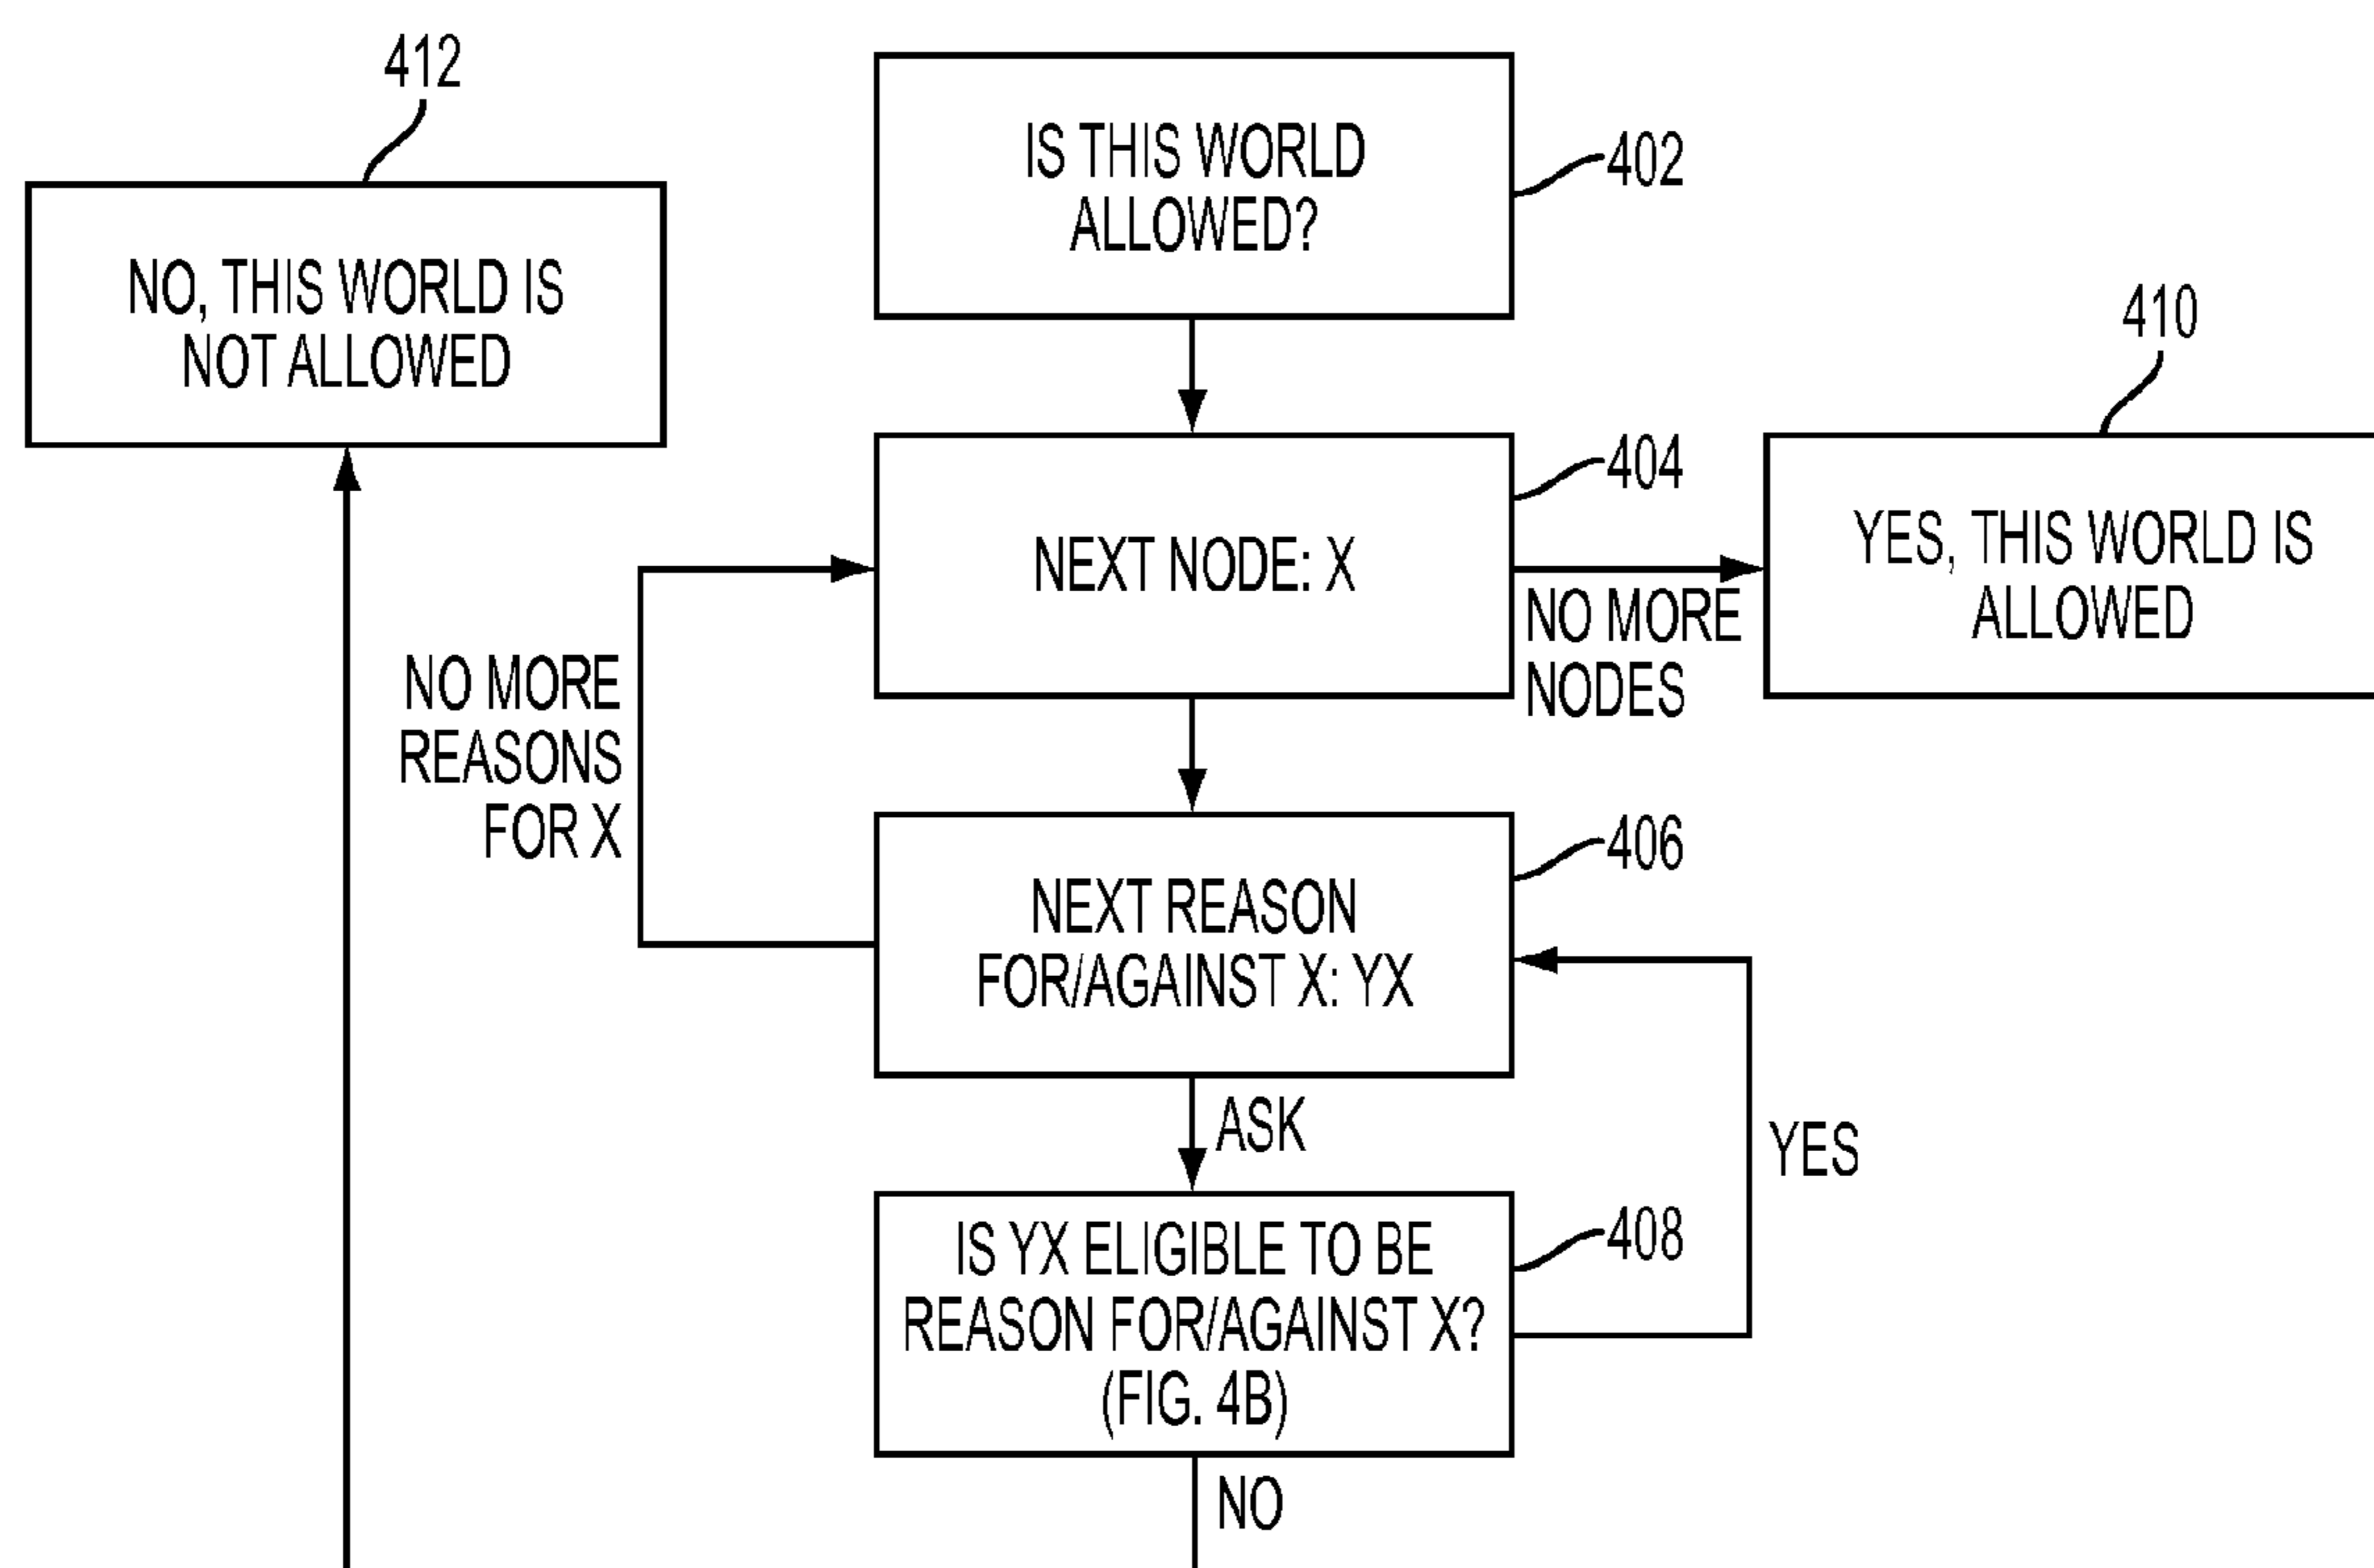 412
NO, THIS WORLD IS
NOT ALLOWED
IS THIS WORLD
ALLOWED?
402
410
YES, THIS WORLD IS
ALLOWED
404
NEXT NODE: X
NO MORE
NODES
NO MORE
REASONS
FOR X
406
NEXT REASON
FOR/AGAINST X: YX
ASK
YES
408
IS YX ELIGIBLE TO BE
REASON FOR/AGAINST X?
(FIG. 4B)
NO